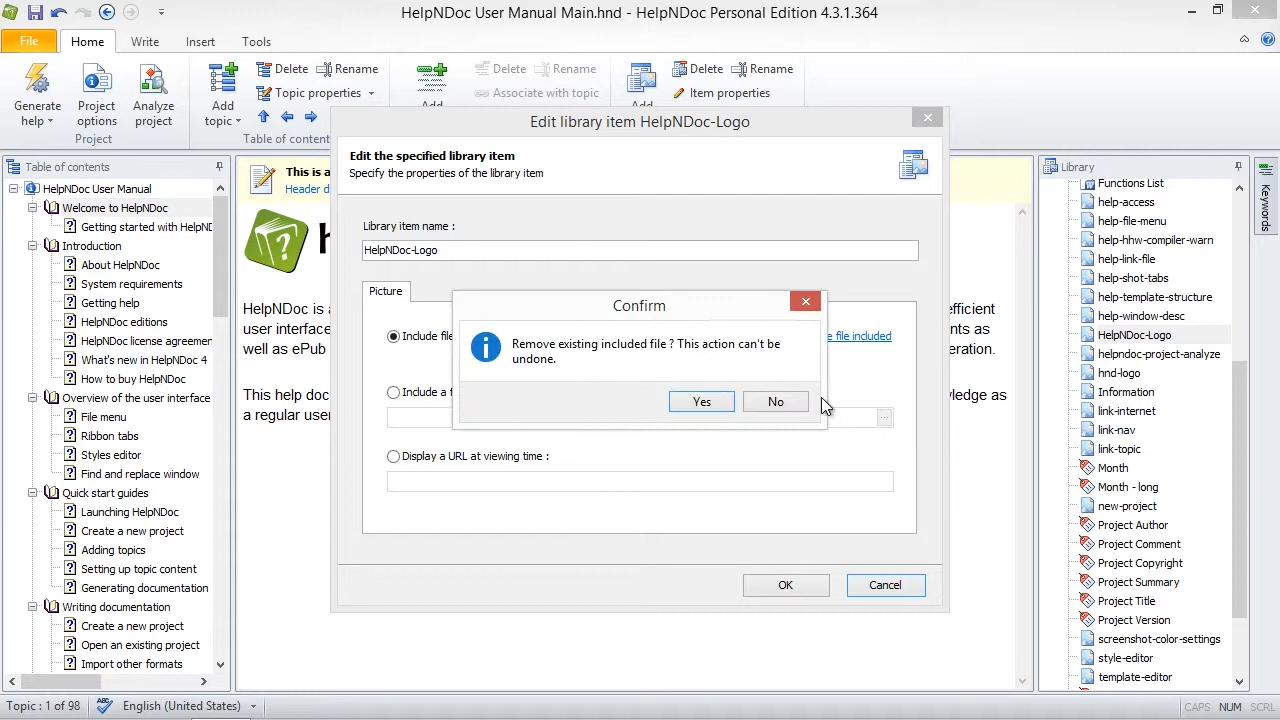 HelpNDoc User Manual Main.hnd - HelpNDoc Personal Edition 4.3.1.364
File
Home
Write
Insert
Tools
Generate help
Project options
Analyze project
Project
Add topic
Delete
Rename
Topic properties
Table of content
Add
Delete
Rename
Associate with topic
Add
Delete
Rename
Item properties
Table of contents
HelpNDoc User Manual
Welcome to HelpNDoc
Getting started with HelpND
Introduction
About HelpNDoc
System requirements
Getting help
HelpNDoc editions
HelpNDoc license agreemen
What's new in HelpNDoc 4
How to buy HelpNDoc
Overview of the user interface
File menu
Ribbon tabs
Styles editor
Find and replace window
Quick start guides
Launching HelpNDoc
Create a new project
Adding topics
Setting up topic content
Generating documentation
Writing documentation
Create a new project
Open an existing project
Import other formats
This is a
Header d
h
HelpNDoc is a
user interface
well as ePub
This help doc
a regular user
efficient
nts as
eration.
ledge as
Edit library item HelpNDoc-Logo
Edit the specified library item
Specify the properties of the library item
Library item name :
HelpNDoc-Logo
Picture
Include file
e file included
Include a f
...
Display a URL at viewing time :
OK
Cancel
Confirm
Remove existing included file ? This action can't be
undone.
Yes
No
Library
Functions List
help-access
help-file-menu
help-hhw-compiler-warn
help-link-file
help-shot-tabs
help-template-structure
help-window-desc
HelpNDoc-Logo
helpndoc-project-analyze
hnd-logo
Information
link-internet
link-nav
link-topic
Month
Month - long
new-project
Project Author
Project Comment
Project Copyright
Project Summary
Project Title
Project Version
screenshot-color-settings
style-editor
template-editor
Keywords
Topic : 1 of 98
English (United States)
CAPS
NUM
SCRL